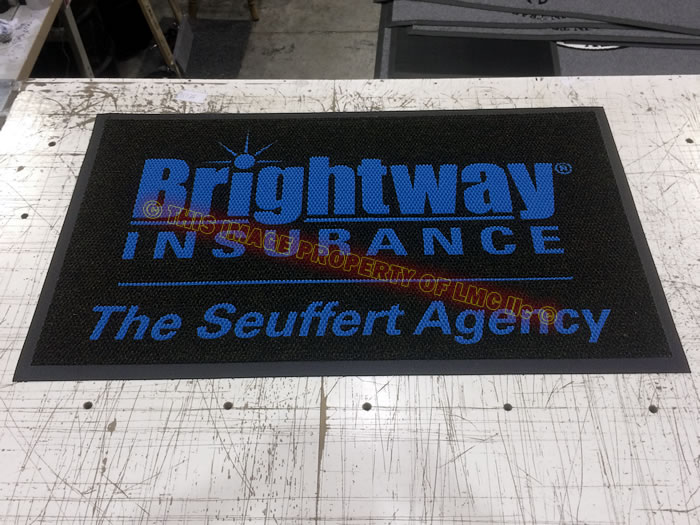 Brightway®
INSURANCE
© THIS IMAGE PROPERTY OF LMC llc ©
The Seuffert Agency